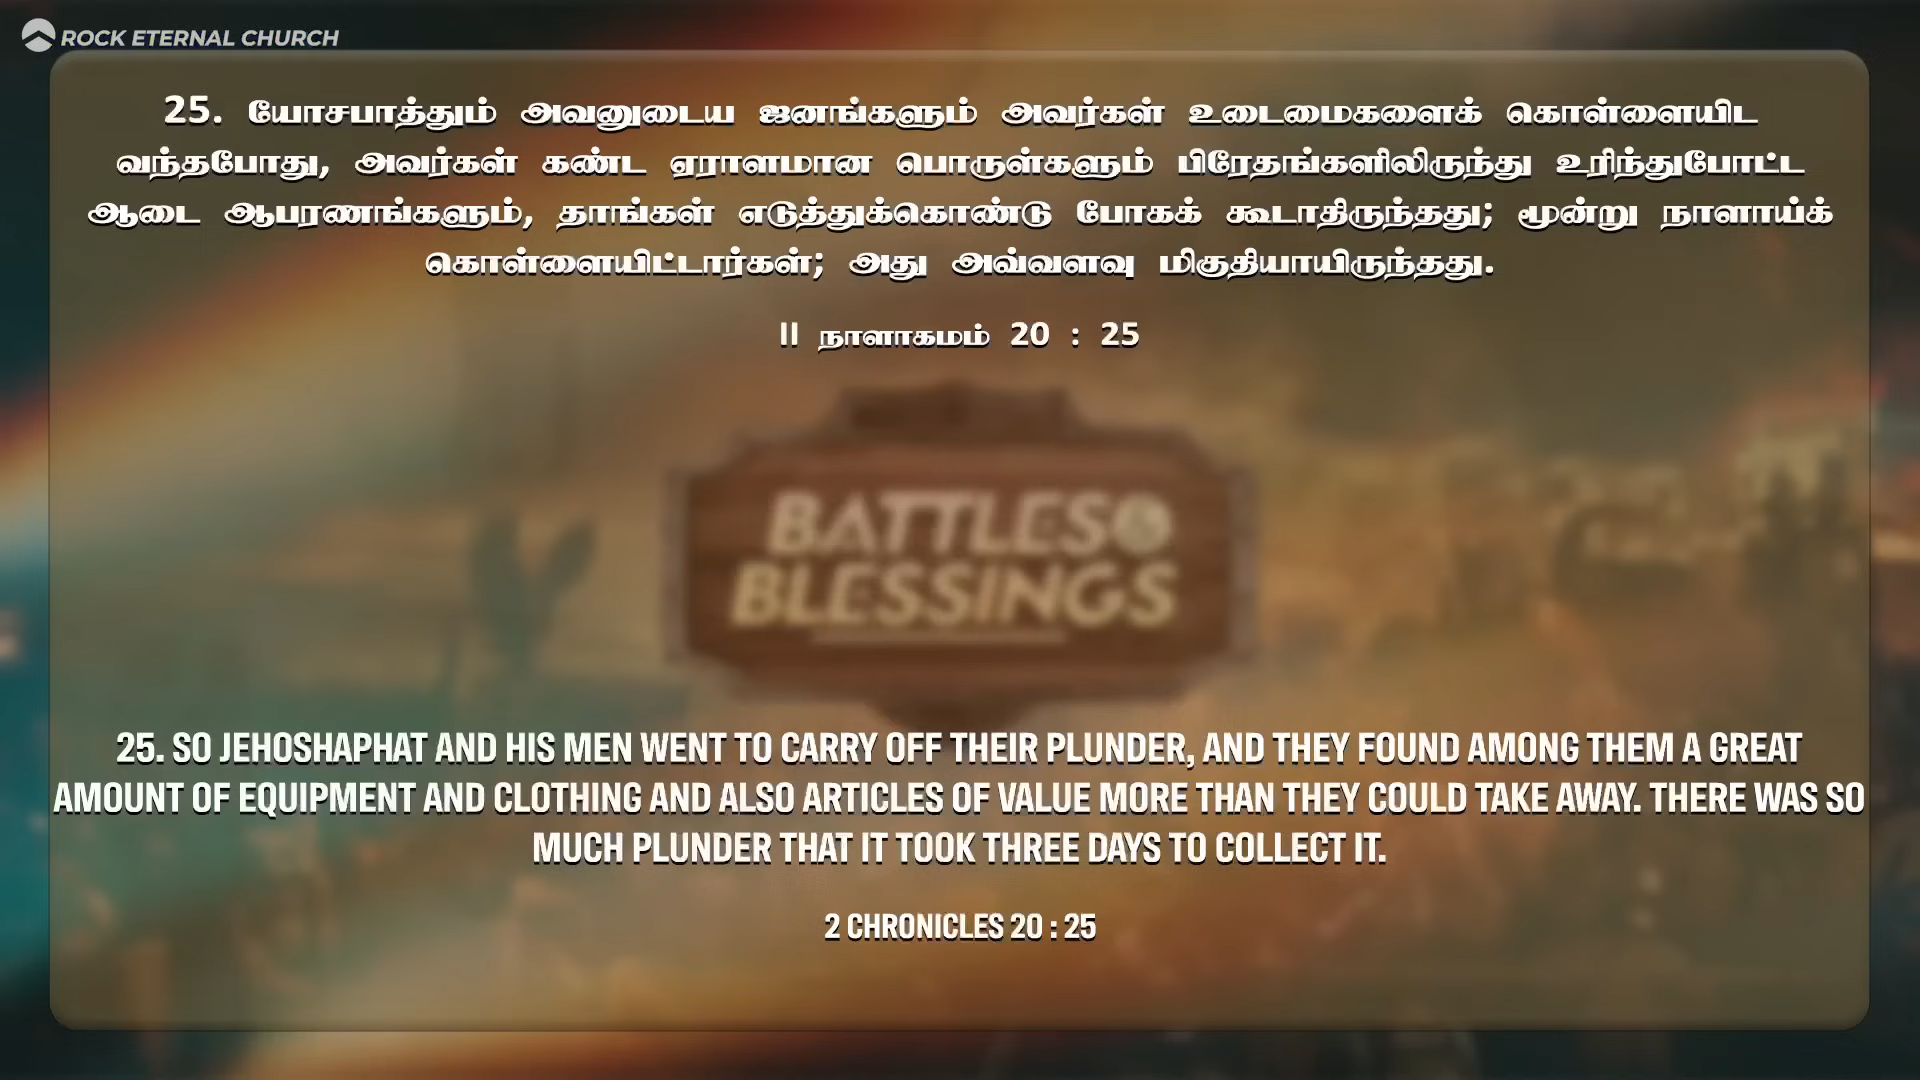 ROCK ETERNAL CHURCH
25. யோசபாத்தும் அவனுடைய ஜனங்களும் அவர்கள் உடைமைகளைக் கொள்ளையிட
வந்தபோது, அவர்கள் கண்ட ஏராளமான பொருள்களும் பிரேதங்களிலிருந்து உரிந்துபோட்ட
ஆடை ஆபரணங்களும், தாங்கள் எடுத்துக்கொண்டு போகக் கூடாதிருந்தது; மூன்று நாளாய்க்
கொள்ளையிட்டார்கள்; அது அவ்வளவு மிகுதியாயிருந்தது.
II நாளாகமம் 20 : 25
BATTLES
BLESSINGS
25. SO JEHOSHAPHAT AND HIS MEN WENT TO CARRY OFF THEIR PLUNDER, AND THEY FOUND AMONG THEM A GREAT
AMOUNT OF EQUIPMENT AND CLOTHING AND ALSO ARTICLES OF VALUE MORE THAN THEY COULD TAKE AWAY. THERE WAS SO
MUCH PLUNDER THAT IT TOOK THREE DAYS TO COLLECT IT.
2 CHRONICLES 20 : 25